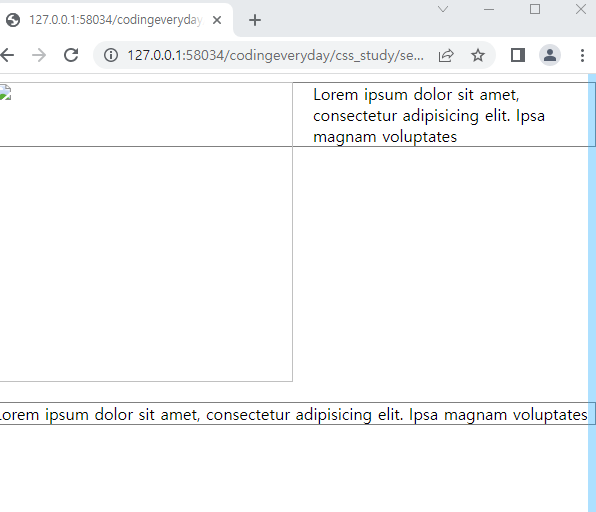 127.0.0.1:58034/codingeveryday
127.0.0.1:58034/codingeveryday/css_study/se...
Lorem ipsum dolor sit amet,
consectetur adipisicing elit. Ipsa
magnam voluptates
Lorem ipsum dolor sit amet, consectetur adipisicing elit. Ipsa magnam voluptates